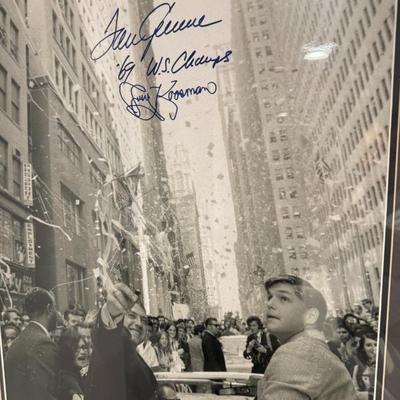 Tom Seaver
'69 W.S. Champs
Jerry Koosman